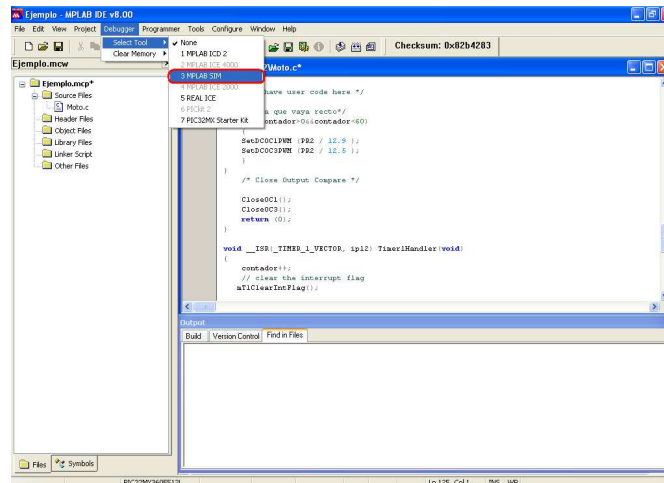 Ejemplo - MPLAB IDE v8.00
File Edit View Project Debugger Programmer Tools Configure Window Help
Select Tool
Clear Memory
Checksum: 0x82b4283
None
1 MPLAB ICD 2
2 MPLAB ICE 4000
3 MPLAB SIM
4 MPLAB ICE 2000
5 REAL ICE
6 PICkit 2
7 PIC32MX Starter Kit
Ejemplo.mcw
Ejemplo.mcp*
Source Files
Moto.c
Header Files
Object Files
Library Files
Linker Script
Other Files
\Moto.c*
have user code here */
a que vaya recto*/
contador>0&&contador<60)
{
SetDCOC1PWM (PR2 / 12.9 );
SetDCOC3PWM (PR2 / 12.5 );
}
}
/* Close Output Compare */
CloseOC1();
CloseOC3();
return (0);
}
void __ISR(_TIMER_1_VECTOR, ipl2) Timer1Handler(void)
{
contador++;
// clear the interrupt flag
mT1ClearIntFlag();
Output
Build Version Control Find in Files
Files Symbols
Ln 125, Col 1 INS WR